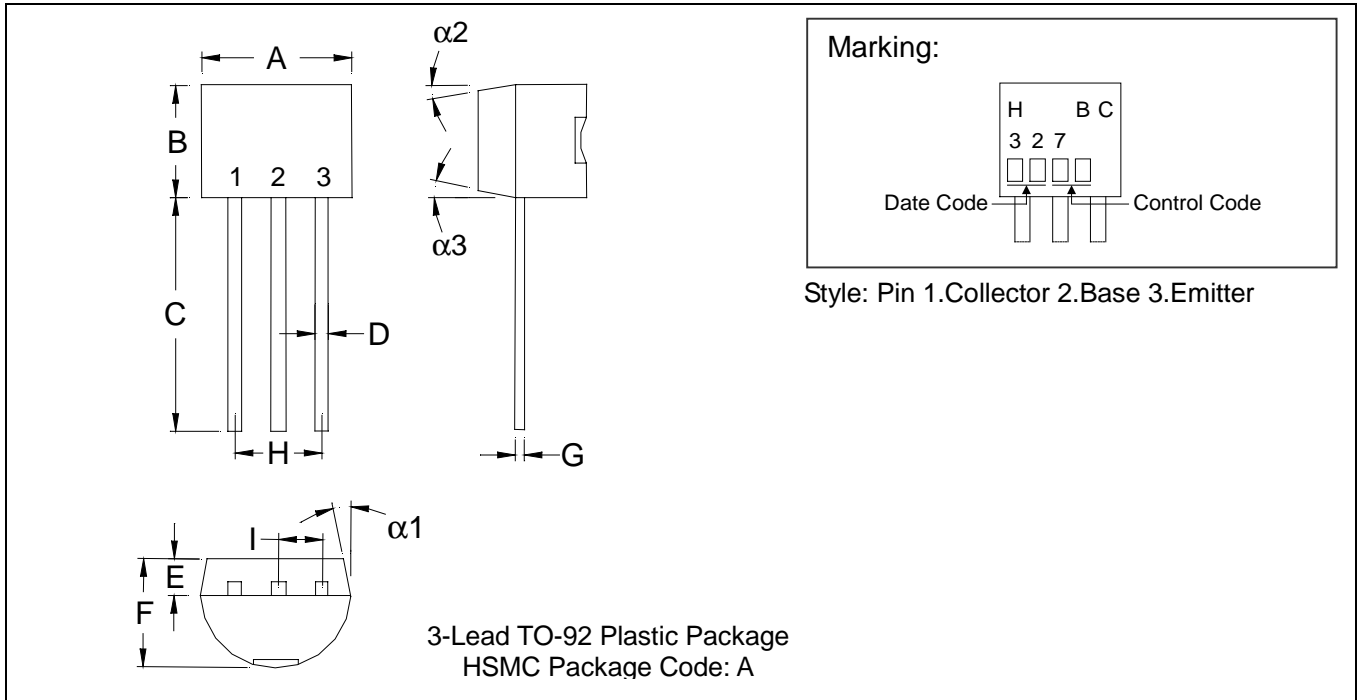 α2
A
B
1 2 3
α3
C
D
H
G
α1
I
E
F
3-Lead TO-92 Plastic Package
HSMC Package Code: A
Marking:
H B C
3 2 7
Date Code
Control Code
Style: Pin 1.Collector 2.Base 3.Emitter